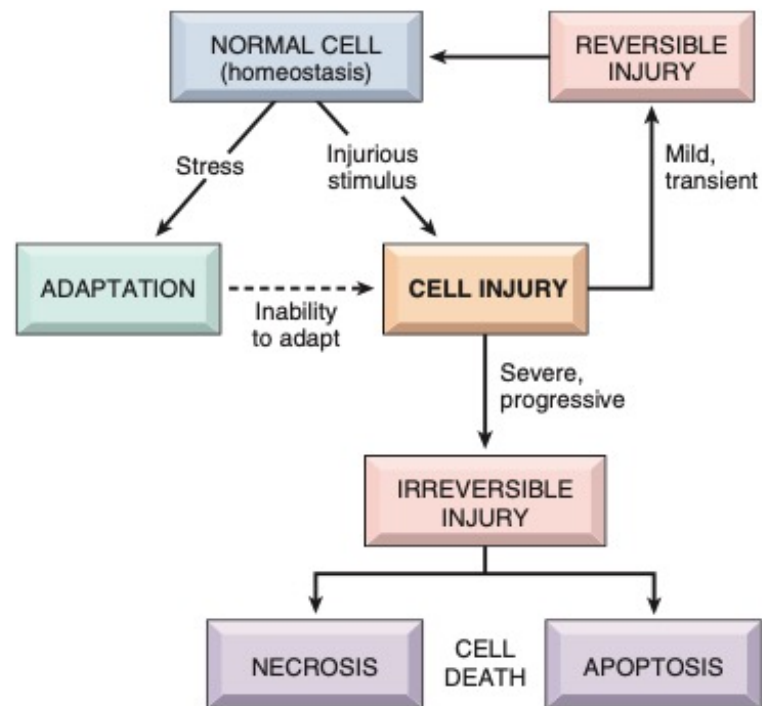 NORMAL CELL
(homeostasis)
REVERSIBLE
INJURY
Stress
Injurious
stimulus
Mild,
transient
ADAPTATION
Inability
to adapt
CELL INJURY
Severe,
progressive
IRREVERSIBLE
INJURY
NECROSIS
CELL
DEATH
APOPTOSIS